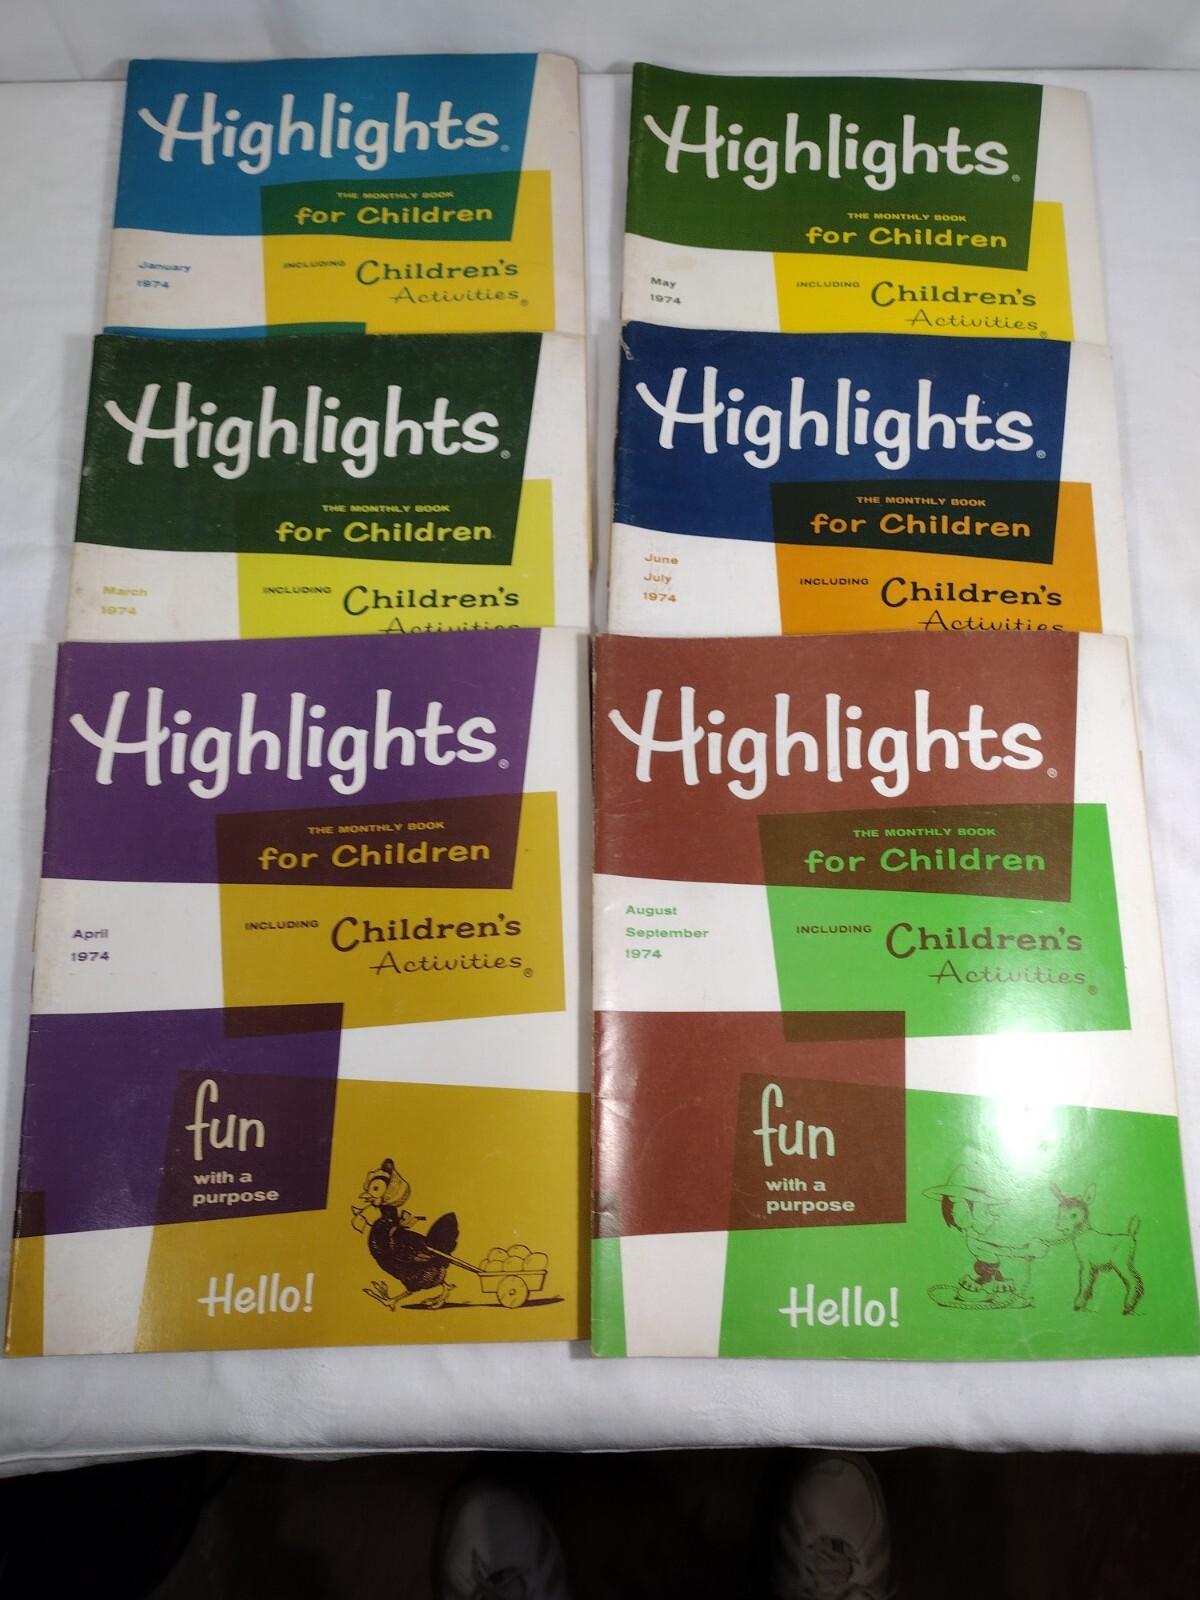 Highlights®
THE MONTHLY BOOK
for Children
January
1974
INCLUDING Children's
Activities®
Highlights®
THE MONTHLY BOOK
for Children
May
1974
INCLUDING Children's
Activities®
Highlights®
THE MONTHLY BOOK
for Children
March
1974
INCLUDING Children's
Activities
Highlights®
THE MONTHLY BOOK
for Children
June
July
1974
INCLUDING Children's
Activities
Highlights®
THE MONTHLY BOOK
for Children
April
1974
INCLUDING Children's
Activities®
fun
with a
purpose
Hello!
Highlights®
THE MONTHLY BOOK
for Children
August
September
1974
INCLUDING Children's
Activities®
fun
with a
purpose
Hello!